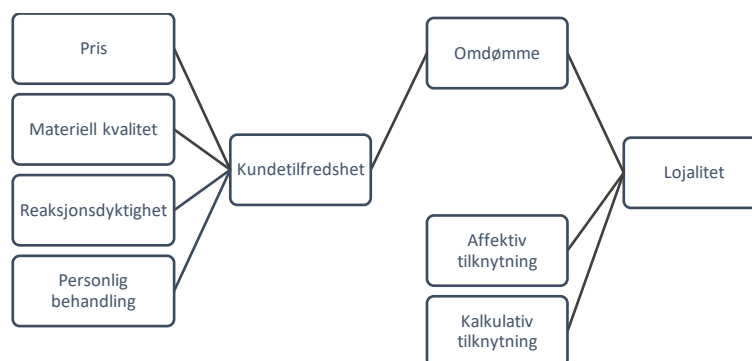 Pris
Materiell kvalitet
Reaksjonsdyktighet
Personlig
behandling
Kundetilfredshet
Omdømme
Affektiv
tilknytning
Kalkulativ
tilknytning
Lojalitet